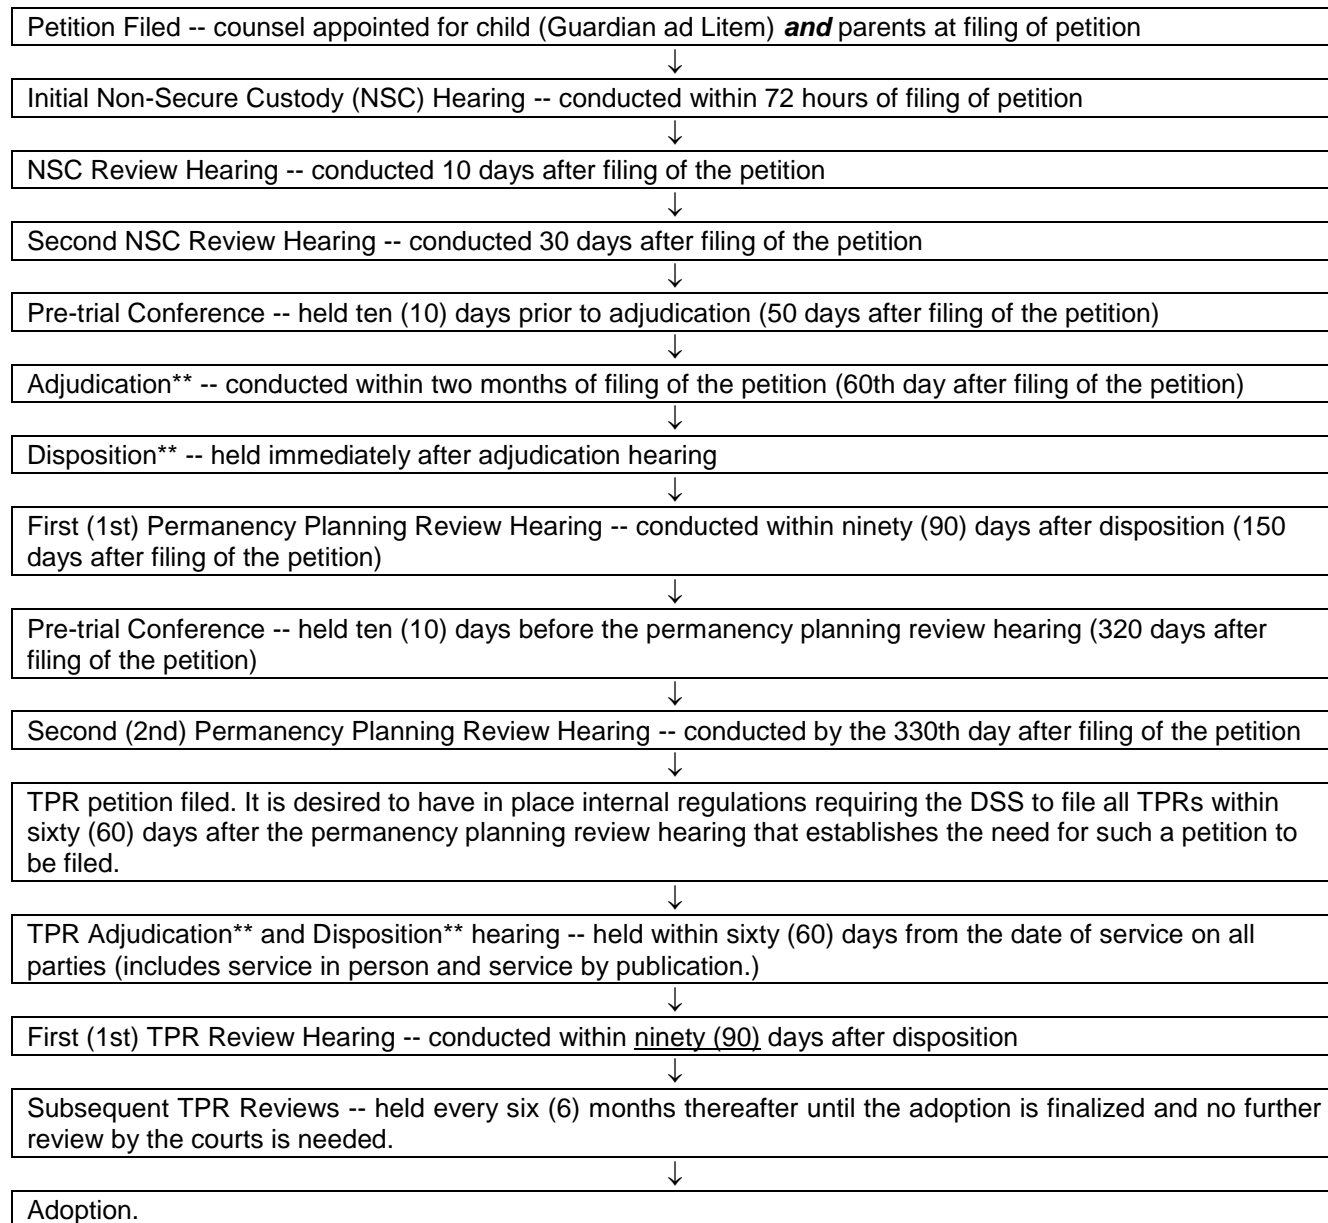 Petition Filed -- counsel appointed for child (Guardian ad Litem) and parents at filing of petition
↓
Initial Non-Secure Custody (NSC) Hearing -- conducted within 72 hours of filing of petition
↓
NSC Review Hearing -- conducted 10 days after filing of the petition
↓
Second NSC Review Hearing -- conducted 30 days after filing of the petition
↓
Pre-trial Conference -- held ten (10) days prior to adjudication (50 days after filing of the petition)
↓
Adjudication** -- conducted within two months of filing of the petition (60th day after filing of the petition)
↓
Disposition** -- held immediately after adjudication hearing
↓
First (1st) Permanency Planning Review Hearing -- conducted within ninety (90) days after disposition (150
days after filing of the petition)
↓
Pre-trial Conference -- held ten (10) days before the permanency planning review hearing (320 days after
filing of the petition)
↓
Second (2nd) Permanency Planning Review Hearing -- conducted by the 330th day after filing of the petition
↓
TPR petition filed. It is desired to have in place internal regulations requiring the DSS to file all TPRs within
sixty (60) days after the permanency planning review hearing that establishes the need for such a petition to
be filed.
↓
TPR Adjudication** and Disposition** hearing -- held within sixty (60) days from the date of service on all
parties (includes service in person and service by publication.)
↓
First (1st) TPR Review Hearing -- conducted within ninety (90) days after disposition
↓
Subsequent TPR Reviews -- held every six (6) months thereafter until the adoption is finalized and no further
review by the courts is needed.
↓
Adoption.